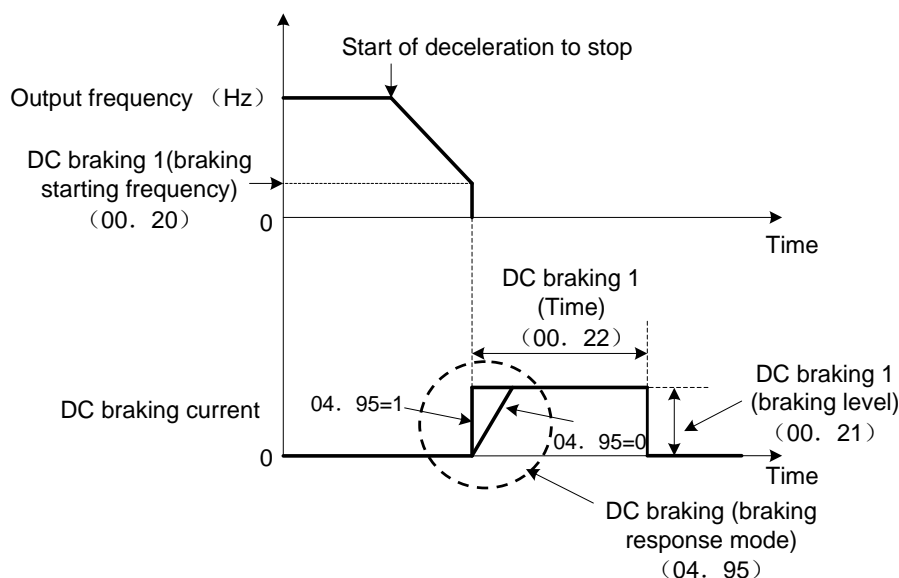 Start of deceleration to stop
Output frequency （Hz）
DC braking 1(braking
starting frequency)
（00．20）
0
Time
DC braking 1
(Time)
（00．22）
DC braking current
04．95=1
04．95=0
DC braking 1
(braking level)
（00．21）
0
Time
DC braking (braking
response mode)
（04．95）